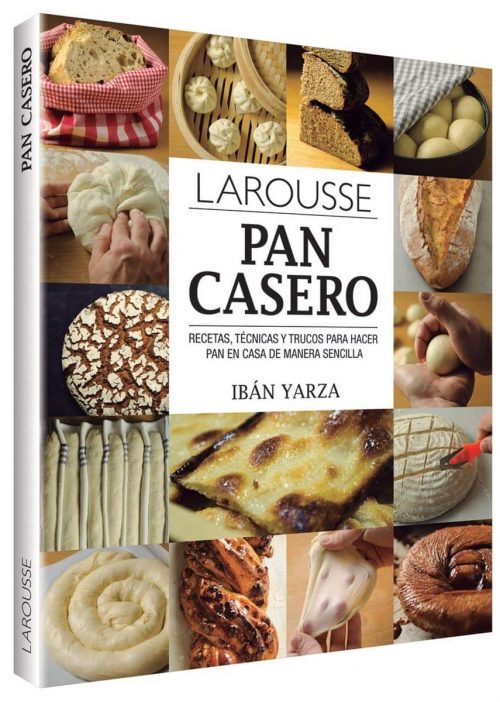 LAROUSSE
PAN
CASERO
RECETAS, TÉCNICAS Y TRUCOS PARA HACER
PAN EN CASA DE MANERA SENCILLA
IBÁN YARZA
PAN CASERO
LAROUSSE